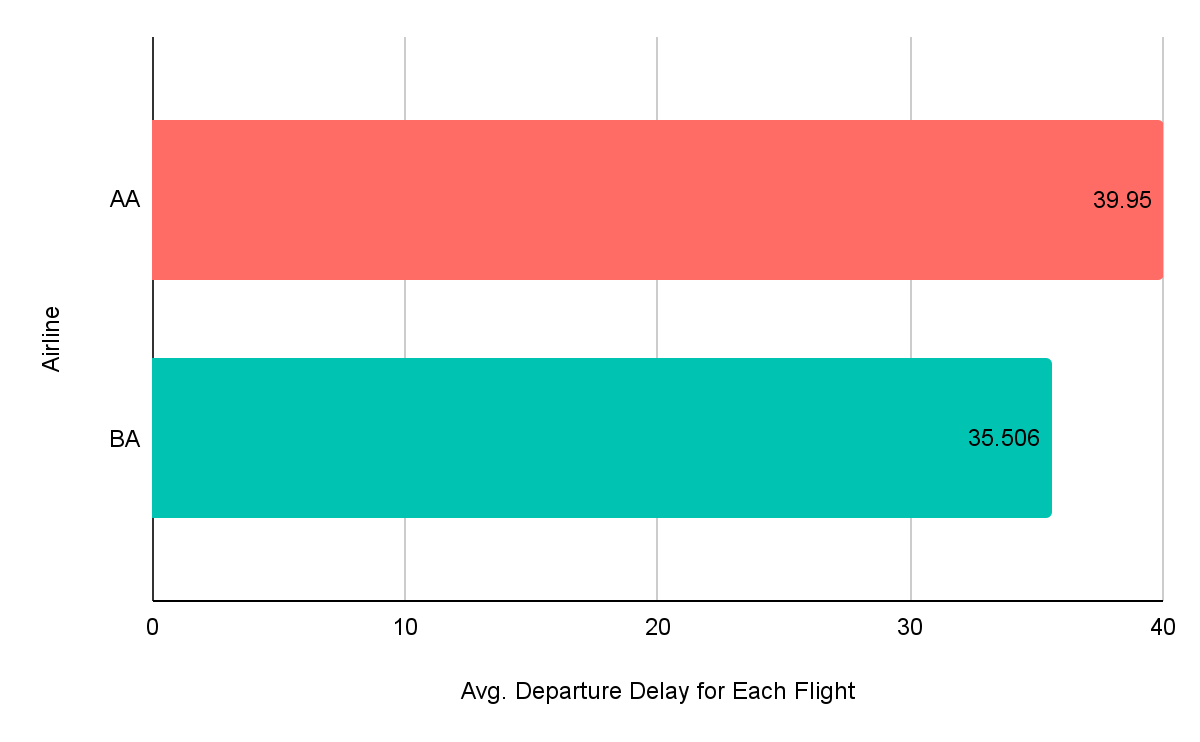 AA
39.95
Airline
BA
35.506
0 10 20 30 40
Avg. Departure Delay for Each Flight